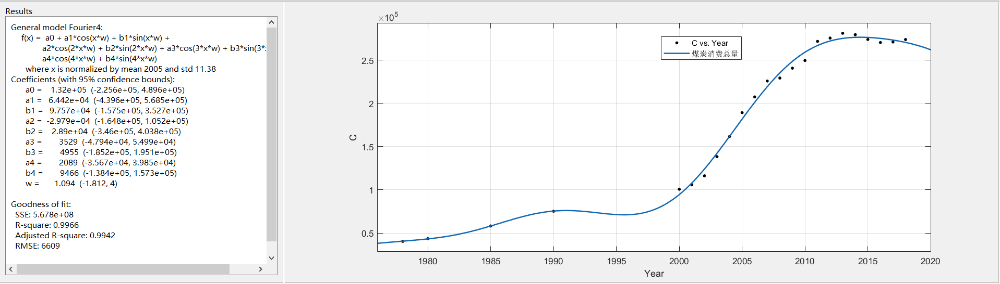 Results
General model Fourier4:
f(x) = a0 + a1*cos(x*w) + b1*sin(x*w) +
a2*cos(2*x*w) + b2*sin(2*x*w) + a3*cos(3*x*w) + b3*sin(3*
a4*cos(4*x*w) + b4*sin(4*x*w)
where x is normalized by mean 2005 and std 11.38
Coefficients (with 95% confidence bounds):
a0 = 1.32e+05 (-2.256e+05, 4.896e+05)
a1 = 6.442e+04 (-4.396e+05, 5.685e+05)
b1 = 9.757e+04 (-1.575e+05, 3.527e+05)
a2 = -2.979e+04 (-1.648e+05, 1.052e+05)
b2 = 2.89e+04 (-3.46e+05, 4.038e+05)
a3 = 3529 (-4.794e+04, 5.499e+04)
b3 = 4955 (-1.852e+05, 1.951e+05)
a4 = 2089 (-3.567e+04, 3.985e+04)
b4 = 9466 (-1.384e+05, 1.573e+05)
w = 1.094 (-1.812, 4)
Goodness of fit:
SSE: 5.678e+08
R-square: 0.9966
Adjusted R-square: 0.9942
RMSE: 6609
×10^5
C vs. Year
煤炭消费总量
2.5
2
1.5
1
0.5
C
1980 1985 1990 1995 2000 2005 2010 2015 2020
Year